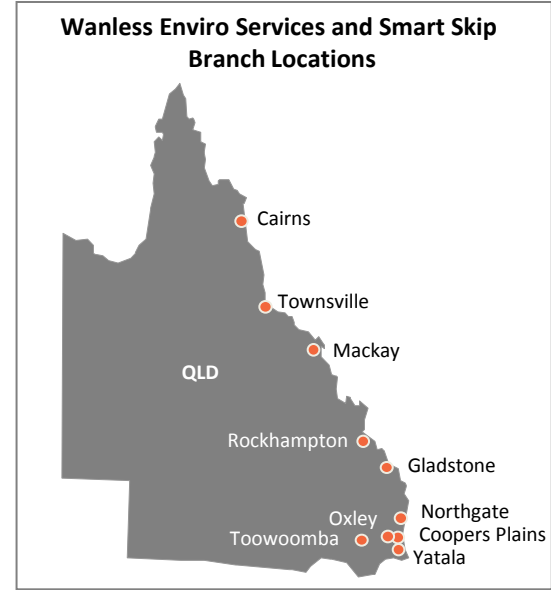 Wanless Enviro Services and Smart Skip
Branch Locations
Cairns
Townsville
Mackay
QLD
Rockhampton
Gladstone
Northgate
Oxley
Coopers Plains
Toowoomba
Yatala